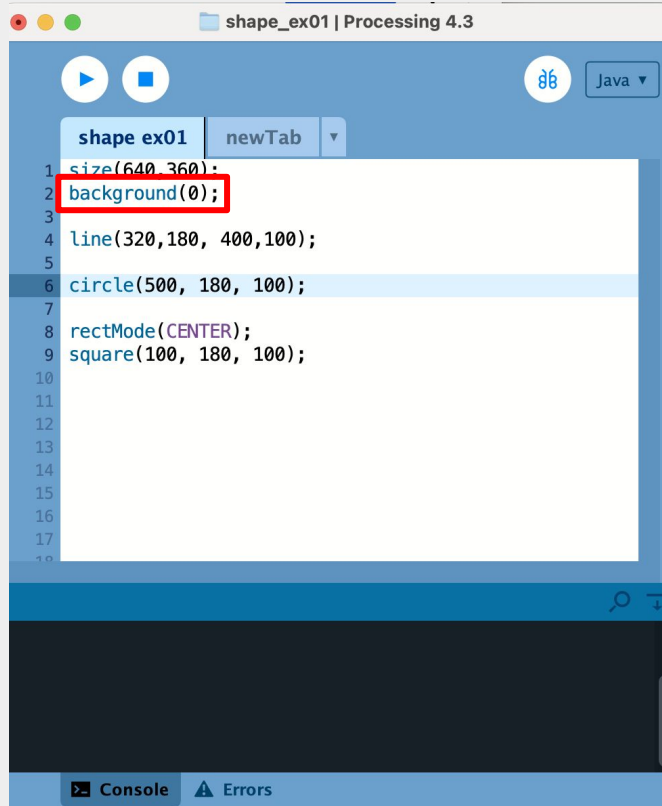 shape_ex01 | Processing 4.3
Java ▼
shape ex01 newTab ▼
1 size(640,360);
2 background(0);
3
4 line(320,180, 400,100);
5
6 circle(500, 180, 100);
7
8 rectMode(CENTER);
9 square(100, 180, 100);
10
11
12
13
14
15
16
17
18
Console Errors